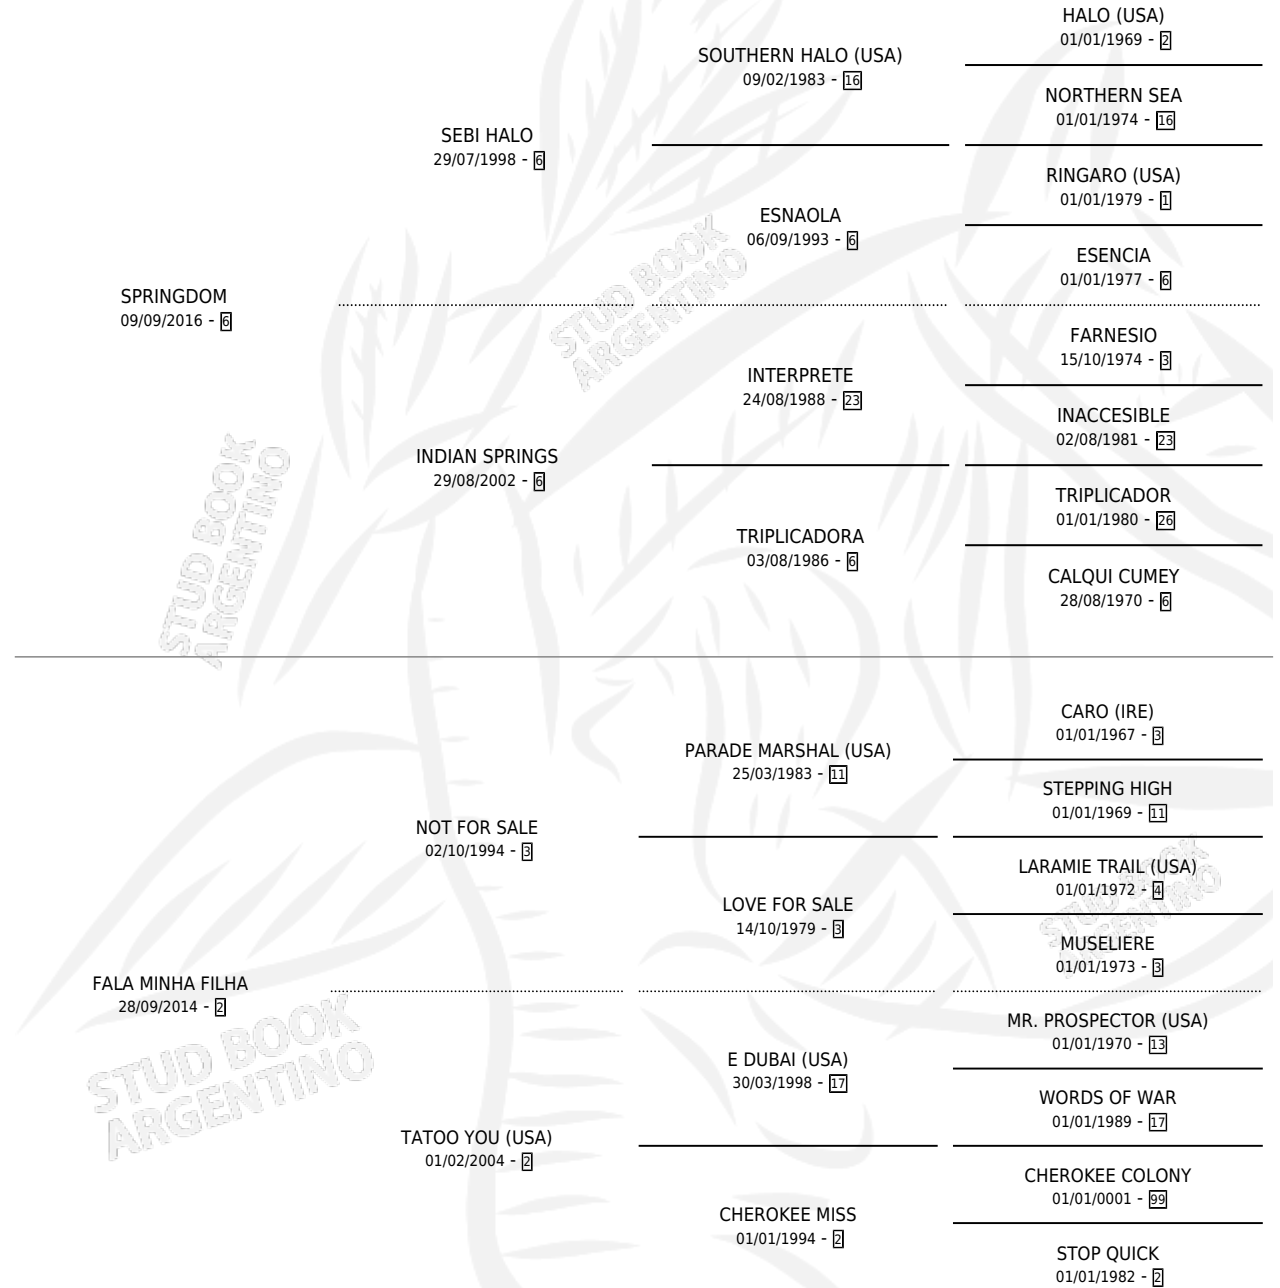 HALO (USA)
01/01/1969 - 2
SOUTHERN HALO (USA)
09/02/1983 - 16
NORTHERN SEA
01/01/1974 - 16
SEBI HALO
29/07/1998 - 6
RINGARO (USA)
01/01/1979 - 1
ESNAOLA
06/09/1993 - 6
ESENCIA
01/01/1977 - 6
SPRINGDOM
09/09/2016 - 6
STUD BOOK
ARGENTINO
FARNESIO
15/10/1974 - 3
INTERPRETE
24/08/1988 - 23
INACCESIBLE
02/08/1981 - 23
INDIAN SPRINGS
29/08/2002 - 6
TRIPLICADOR
01/01/1980 - 26
TRIPLICADORA
03/08/1986 - 6
CALQUI CUMEY
28/08/1970 - 6
STUD BOOK
ARGENTINO
CARO (IRE)
01/01/1967 - 3
PARADE MARSHAL (USA)
25/03/1983 - 11
STEPPING HIGH
01/01/1969 - 11
NOT FOR SALE
02/10/1994 - 3
LARAMIE TRAIL (USA)
01/01/1972 - 4
LOVE FOR SALE
14/10/1979 - 3
MUSELIERE
01/01/1973 - 3
STUD BOOK
ARGENTINO
FALA MINHA FILHA
28/09/2014 - 2
MR. PROSPECTOR (USA)
01/01/1970 - 13
E DUBAI (USA)
30/03/1998 - 17
STUD BOOK
ARGENTINO
WORDS OF WAR
01/01/1989 - 17
TATOO YOU (USA)
01/02/2004 - 2
CHEROKEE COLONY
01/01/0001 - 99
CHEROKEE MISS
01/01/1994 - 2
STOP QUICK
01/01/1982 - 2